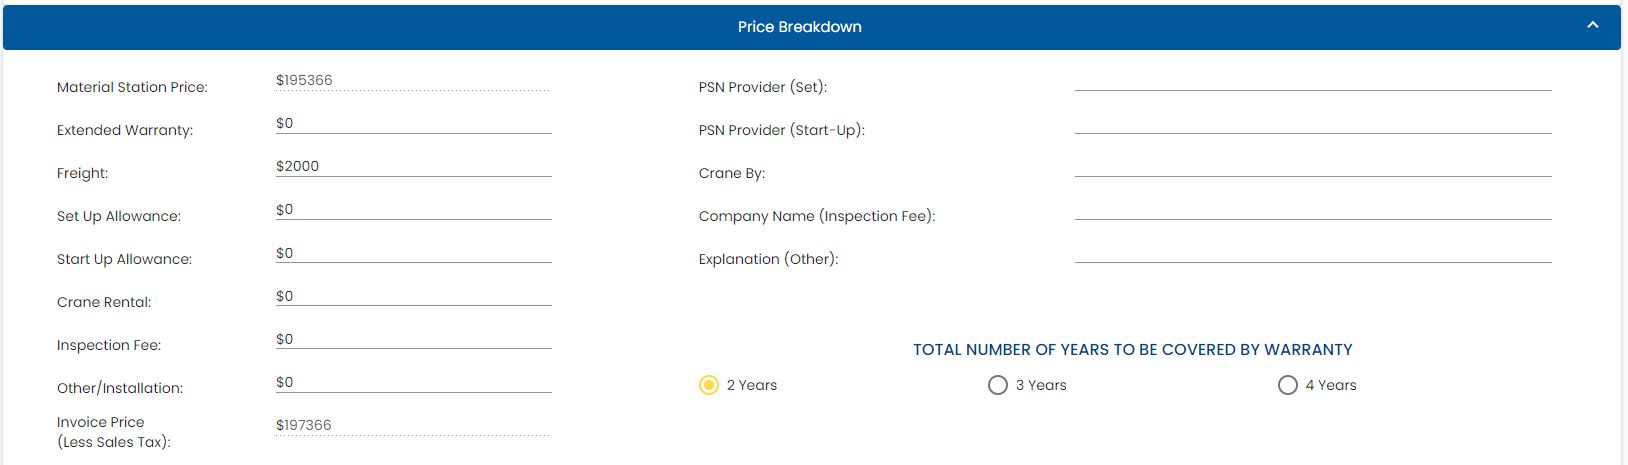 Price Breakdown
Material Station Price: $195366 PSN Provider (Set):
Extended Warranty: $0 PSN Provider (Start-Up):
Freight: $2000 Crane By:
Set Up Allowance: $0 Company Name (Inspection Fee):
Start Up Allowance: $0 Explanation (Other):
Crane Rental: $0
Inspection Fee: $0
TOTAL NUMBER OF YEARS TO BE COVERED BY WARRANTY
Other/Installation: $0 2 Years 3 Years 4 Years
Invoice Price
(Less Sales Tax): $197366